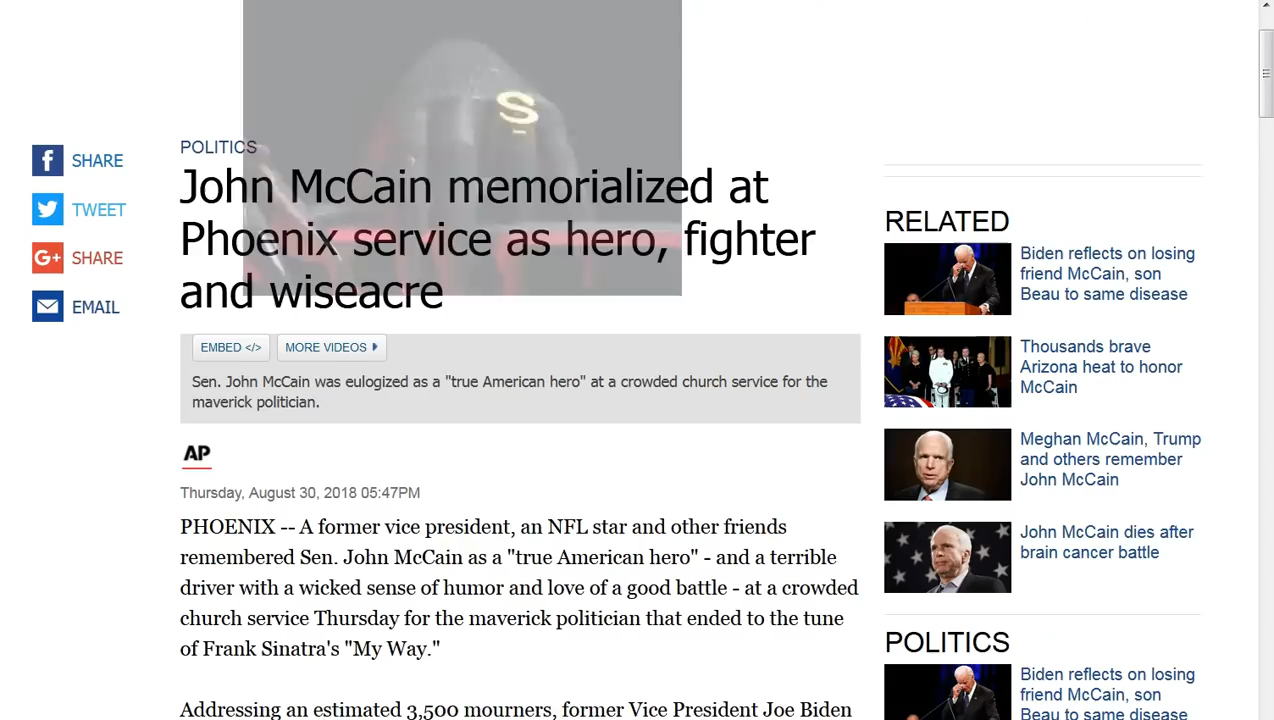 S
POLITICS
John McCain memorialized at
Phoenix service as hero, fighter
and wiseacre
f SHARE
TWEET
G+ SHARE
EMAIL
EMBED </> MORE VIDEOS
Sen. John McCain was eulogized as a "true American hero" at a crowded church service for the
maverick politician.
AP
Thursday, August 30, 2018 05:47PM
PHOENIX -- A former vice president, an NFL star and other friends
remembered Sen. John McCain as a "true American hero" - and a terrible
driver with a wicked sense of humor and love of a good battle - at a crowded
church service Thursday for the maverick politician that ended to the tune
of Frank Sinatra's "My Way."
Addressing an estimated 3,500 mourners, former Vice President Joe Biden
RELATED
Biden reflects on losing
friend McCain, son
Beau to same disease
Thousands brave
Arizona heat to honor
McCain
Meghan McCain, Trump
and others remember
John McCain
John McCain dies after
brain cancer battle
POLITICS
Biden reflects on losing
friend McCain, son
Beau to same disease